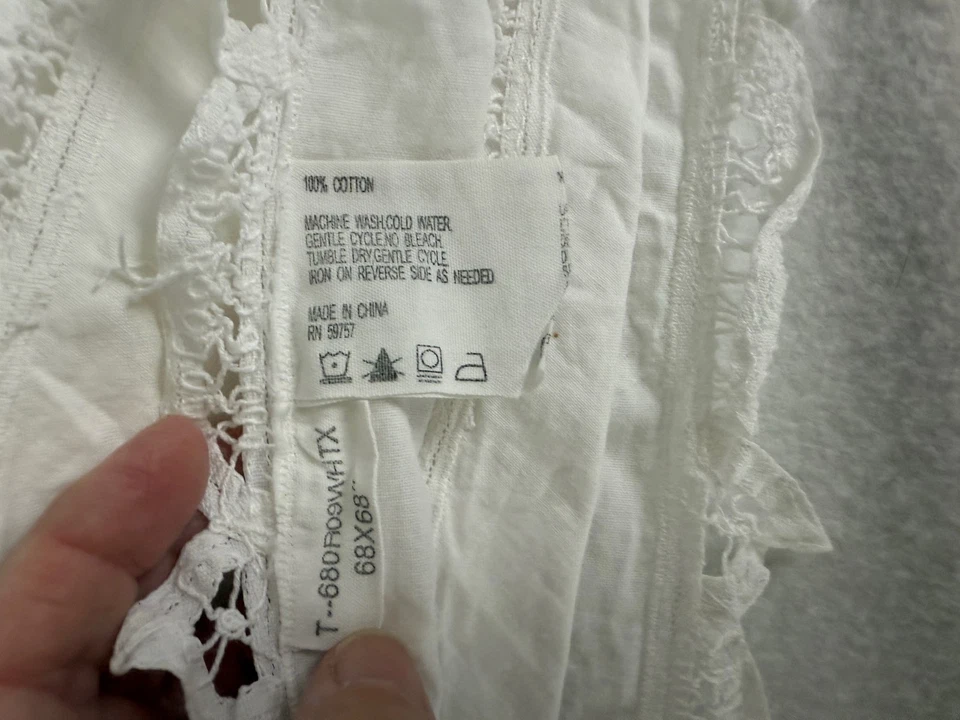 100% COTTON
MACHINE WASH,COLD WATER,
GENTLE CYCLE,NO BLEACH,
TUMBLE DRY,GENTLE CYCLE,
IRON ON REVERSE SIDE AS NEEDED
MADE IN CHINA
RN 59757
T--680R09WHTX
68X68"